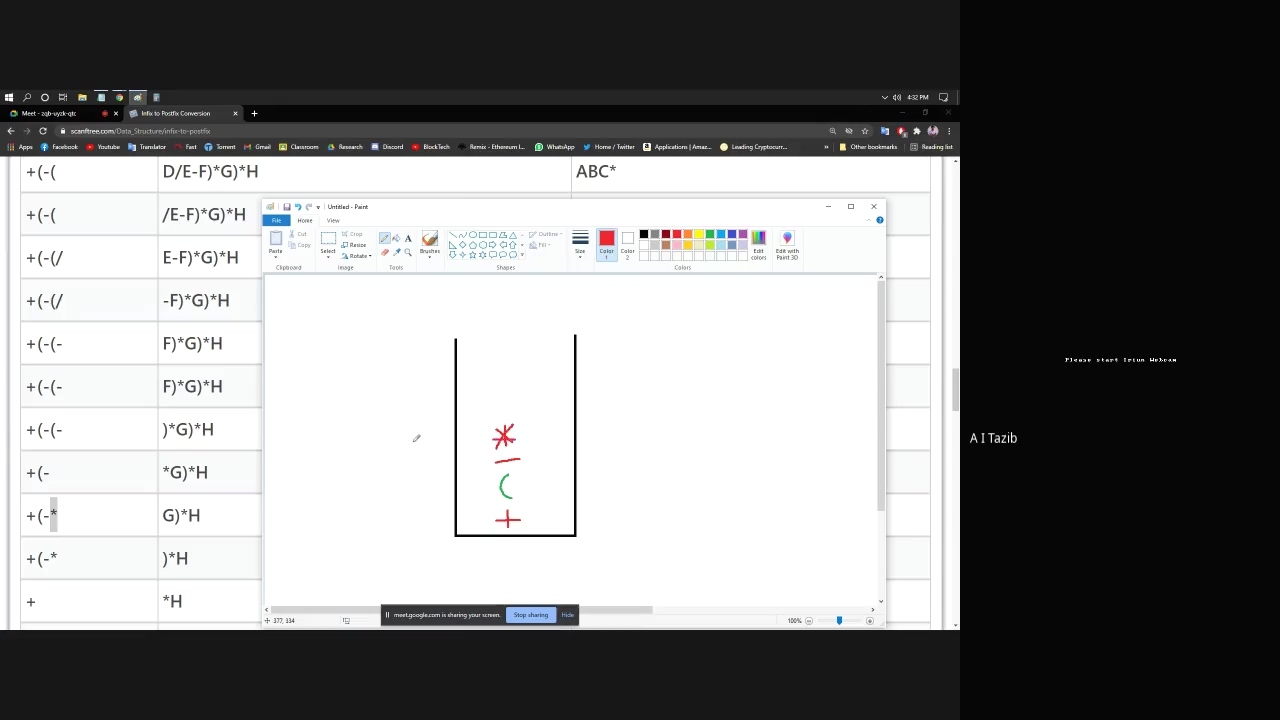 4:32 PM
Meet - zqb-uyzk-qtc
Infix to Postfix Conversion
scanftree.com/Data_Structure/infix-to-postfix
Apps Facebook Youtube Translator Fast Torrent Gmail Classroom Research Discord BlockTech Remix - Ethereum I... WhatsApp Home / Twitter Applications | Amaz... Leading Cryptocurr... » Other bookmarks Reading list
+(-( D/E-F)*G)*H ABC*
+(-( /E-F)*G)*H
+(-(/ E-F)*G)*H
+(-(/ -F)*G)*H
+(-(- F)*G)*H
+(-(- F)*G)*H
+(-(- )*G)*H
+(- *G)*H
+(-* G)*H
+(-* )*H
+ *H
Untitled - Paint
File Home View
Paste Cut Copy Select Crop Resize Rotate A Brushes Outline Fill Size Color 1 Color 2 Edit colors Edit with Paint 3D
Clipboard Image Tools Shapes Colors
*
−
(
+
meet.google.com is sharing your screen. Stop sharing Hide
377, 334 100%
Please start Iriun Webcam
A I Tazib